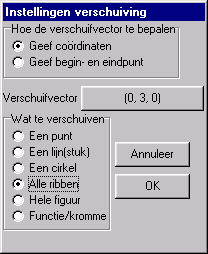 Instellingen verschuiving
Hoe de verschuifvector te bepalen
Geef coördinaten
Geef begin- en eindpunt
Verschuifvector (0, 3, 0)
Wat te verschuiven
Een punt
Een lijn(stuk)
Een cirkel
Alle ribben
Hele figuur
Functie/kromme
Annuleer
OK